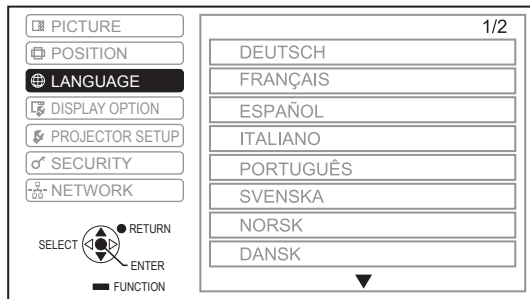 PICTURE
POSITION
LANGUAGE
DISPLAY OPTION
PROJECTOR SETUP
SECURITY
NETWORK
RETURN
SELECT
ENTER
FUNCTION
1/2
DEUTSCH
FRANÇAIS
ESPAÑOL
ITALIANO
PORTUGUÊS
SVENSKA
NORSK
DANSK